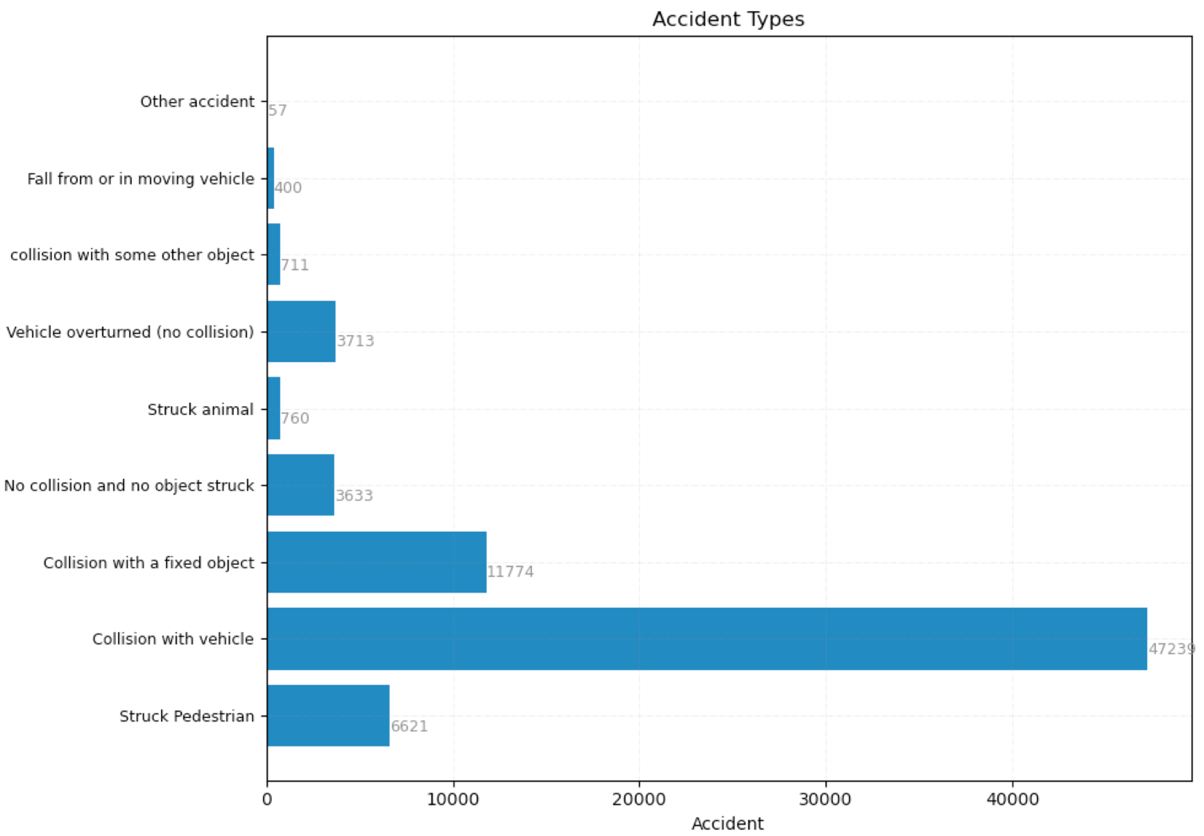 Accident Types
Other accident
57
Fall from or in moving vehicle
400
collision with some other object
711
Vehicle overturned (no collision)
3713
Struck animal
760
No collision and no object struck
3633
Collision with a fixed object
11774
Collision with vehicle
47239
Struck Pedestrian
6621
0 10000 20000 30000 40000
Accident